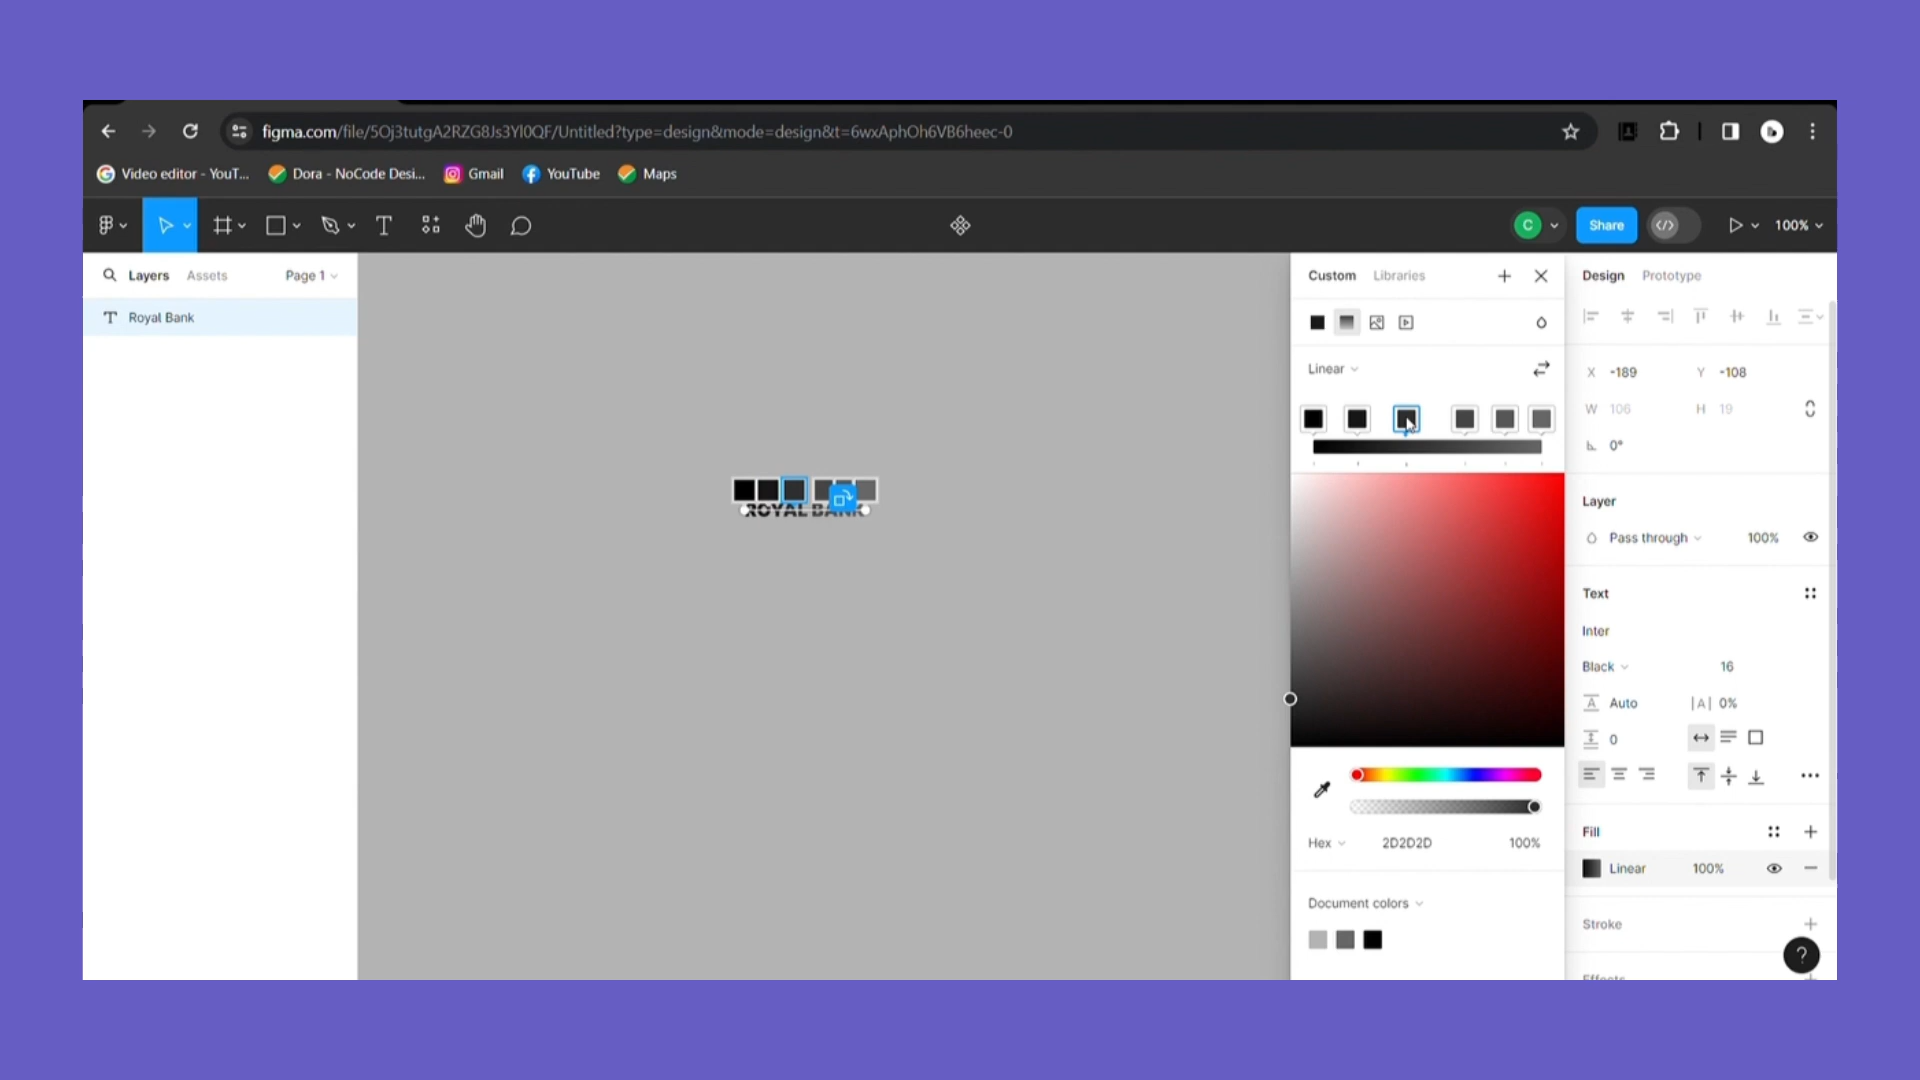 figma.com/file/5Oj3tutgA2RZG8Js3Yl0QF/Untitled?type=design&mode=design&t=6wxAphOh6VB6heec-0
Video editor - YouT... Dora - NoCode Desi... Gmail YouTube Maps
C Share 100%
Layers Assets Page 1
Royal Bank
ROYAL BANK
Custom Libraries
Linear
Hex 2D2D2D 100%
Document colors
Design Prototype
X -189 Y -108
W 106 H 19
0°
Layer
Pass through 100%
Text
Inter
Black 16
A Auto |A| 0%
0
Fill
Linear 100%
Stroke
Effects
?